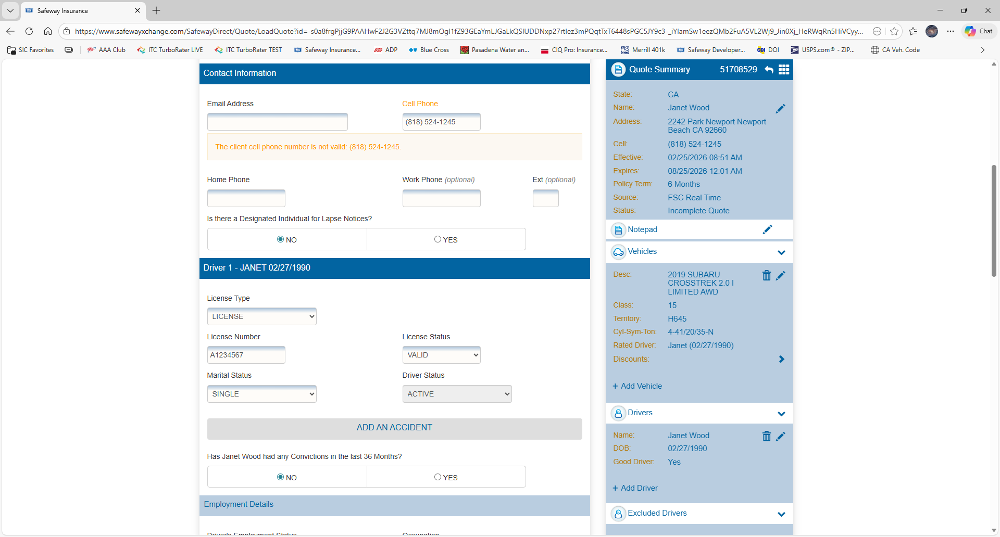 Safeway Insurance
https://www.safewayxchange.com/SafewayDirect/Quote/LoadQuote?id=-s0a8frgPjjG9PAAHwF2J2G3VZttq7MJ8mOgI1fZ93GEaYmLJGaLkQSIUDDNxp27rtIez3mPQqtTxT6448sPGC5JY9c3-_iYIamSw1eezQMb2FuA5VL2Wj9_Jin0Xj_HeRWqRn5HiVCyy...
Chat
SIC Favorites
AAA Club
ITC TurboRater LIVE
ITC TurboRater TEST
Safeway Insurance...
ADP
Blue Cross
Pasadena Water an...
CIQ Pro: Insurance...
Merrill 401k
Safeway Developer...
DOI
USPS.com® - ZIP...
CA Veh. Code
Contact Information
Email Address
Cell Phone
(818) 524-1245
The client cell phone number is not valid: (818) 524-1245.
Home Phone
Work Phone (optional)
Ext (optional)
Is there a Designated Individual for Lapse Notices?
NO
YES
Driver 1 - JANET 02/27/1990
License Type
LICENSE
License Number
License Status
A1234567
VALID
Marital Status
Driver Status
SINGLE
ACTIVE
ADD AN ACCIDENT
Has Janet Wood had any Convictions in the last 36 Months?
NO
YES
Employment Details
Driver's Employment Status
Occupation
Quote Summary 51708529
State: CA
Name: Janet Wood
Address: 2242 Park Newport Newport
Beach CA 92660
Cell: (818) 524-1245
Effective: 02/25/2026 08:51 AM
Expires: 08/25/2026 12:01 AM
Policy Term: 6 Months
Source: FSC Real Time
Status: Incomplete Quote
Notepad
Vehicles
Desc: 2019 SUBARU
CROSSTREK 2.0 I
LIMITED AWD
Class: 15
Territory: H645
Cyl-Sym-Ton: 4-41/20/35-N
Rated Driver: Janet (02/27/1990)
Discounts:
+ Add Vehicle
Drivers
Name: Janet Wood
DOB: 02/27/1990
Good Driver: Yes
+ Add Driver
Excluded Drivers